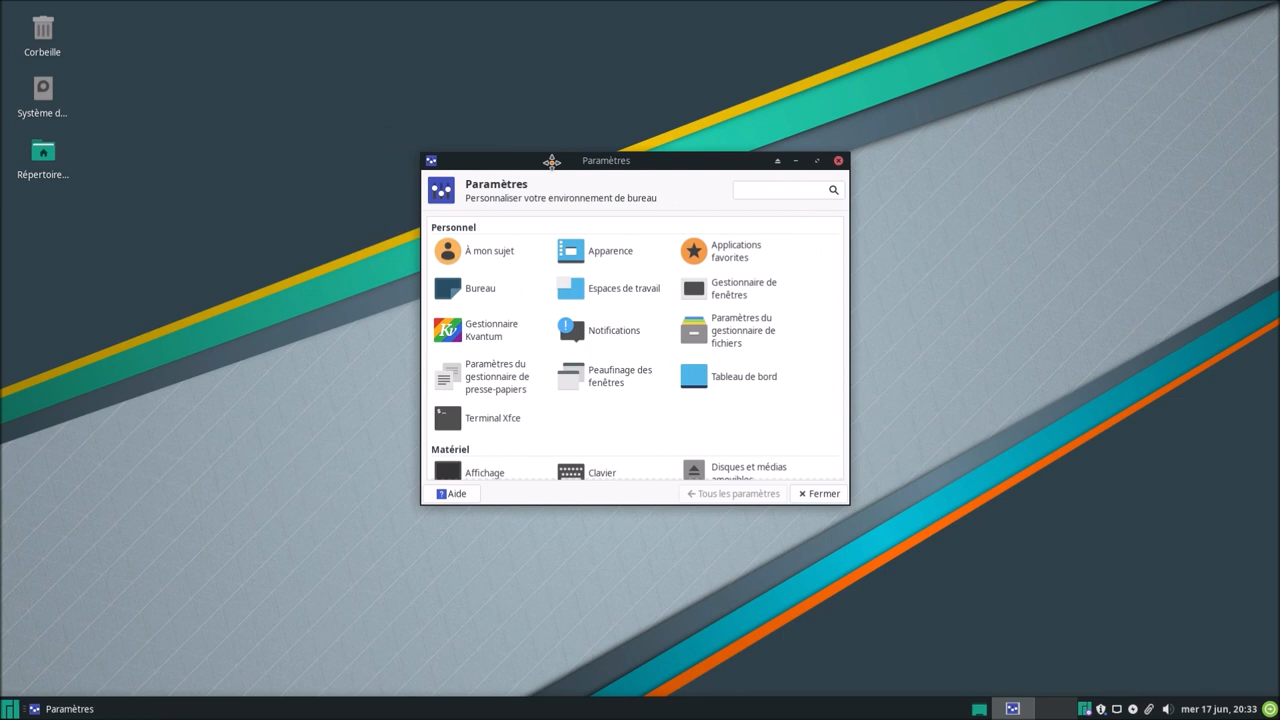 Corbeille
Système d...
Répertoire...
Paramètres
Paramètres
Personnaliser votre environnement de bureau
Personnel
À mon sujet
Apparence
Applications
favorites
Bureau
Espaces de travail
Gestionnaire de
fenêtres
Kv
Gestionnaire
Kvantum
!
Notifications
Paramètres du
gestionnaire de
fichiers
Paramètres du
gestionnaire de
presse-papiers
Peaufinage des
fenêtres
Tableau de bord
$_
Terminal Xfce
Matériel
Affichage
Clavier
Disques et médias
amovibles
? Aide
Tous les paramètres
Fermer
Paramètres
mer 17 jun, 20:33